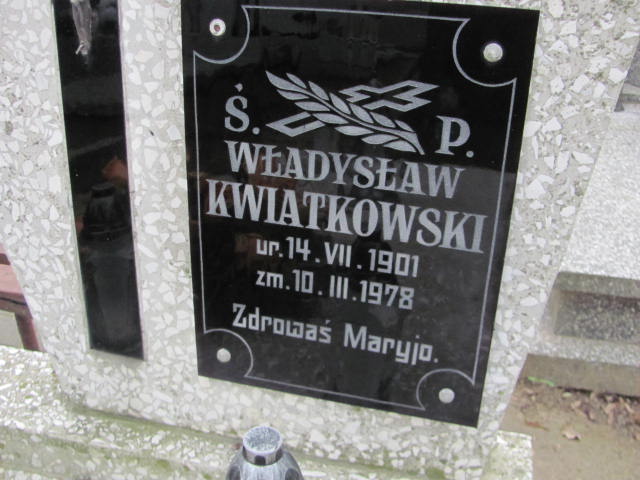 Ś. P.
WŁADYSŁAW
KWIATKOWSKI
ur. 14. VII. 1901
zm. 10. III. 1978
Zdrowaś Maryjo.